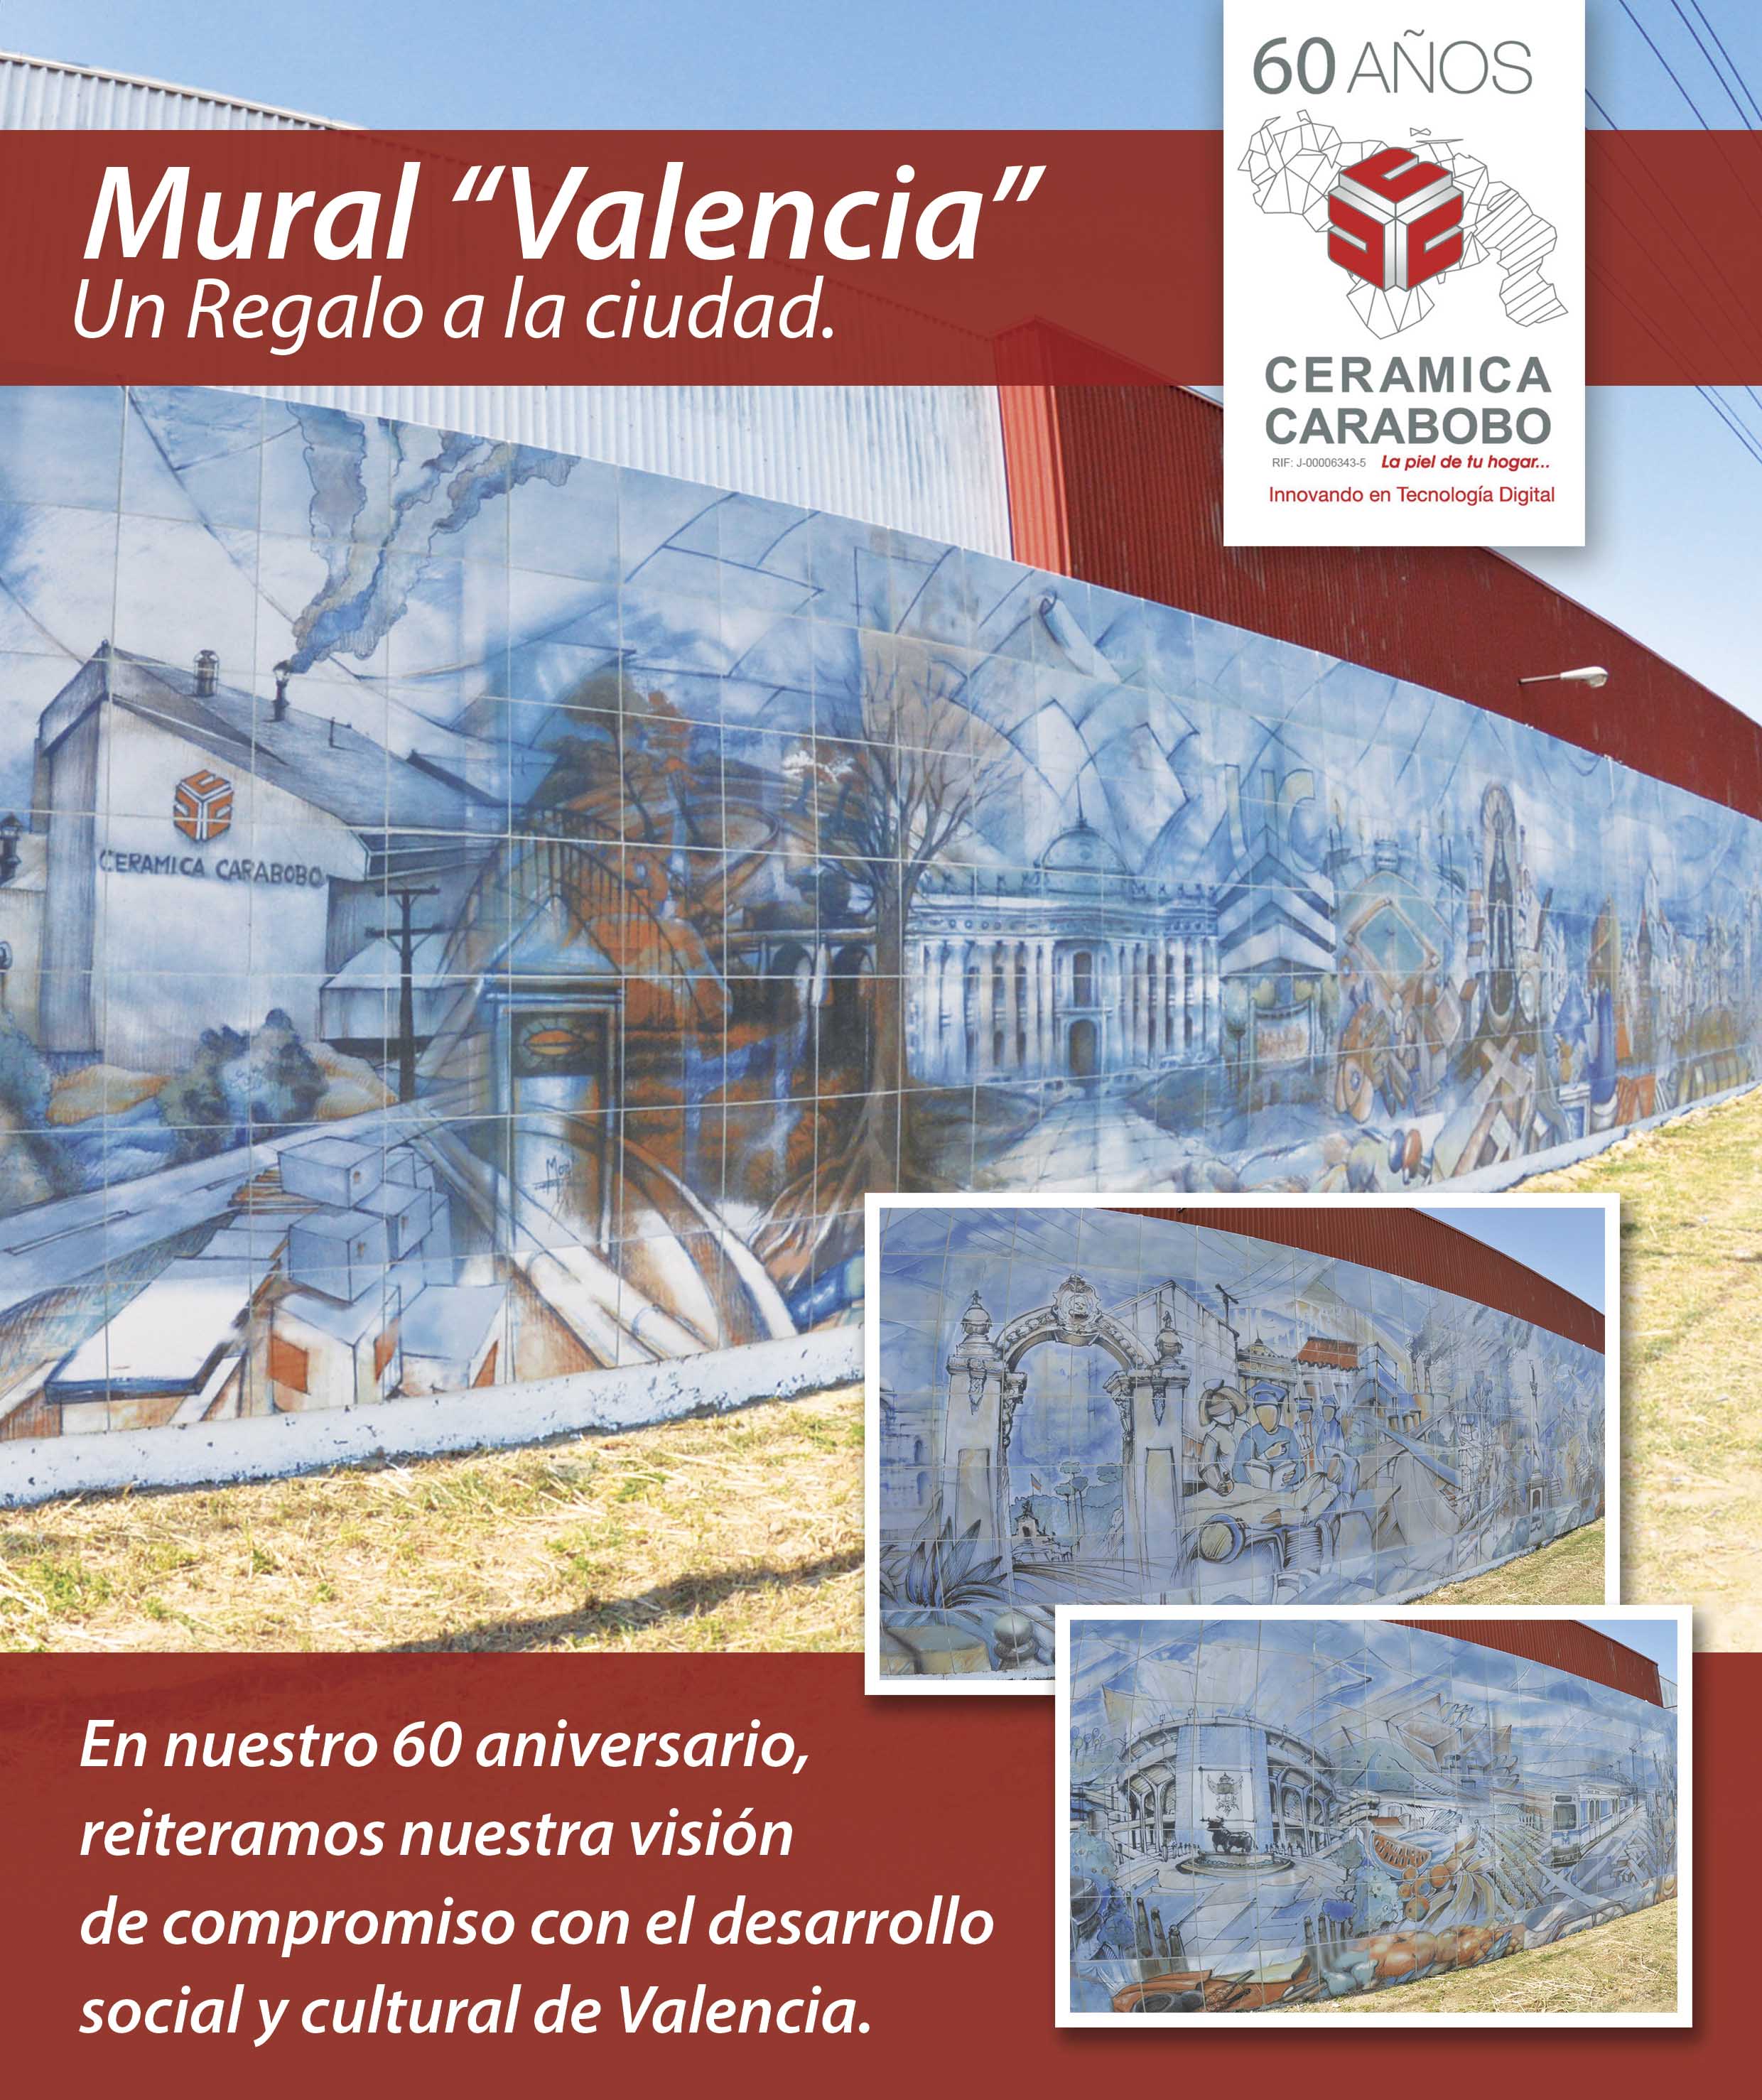 60 AÑOS
Mural “Valencia”
Un Regalo a la ciudad.
CERAMICA
CARABOBO
RIF: J-00006343-5 La piel de tu hogar...
Innovando en Tecnología Digital
CERAMICA CARABOBO
En nuestro 60 aniversario,
reiteramos nuestra visión
de compromiso con el desarrollo
social y cultural de Valencia.